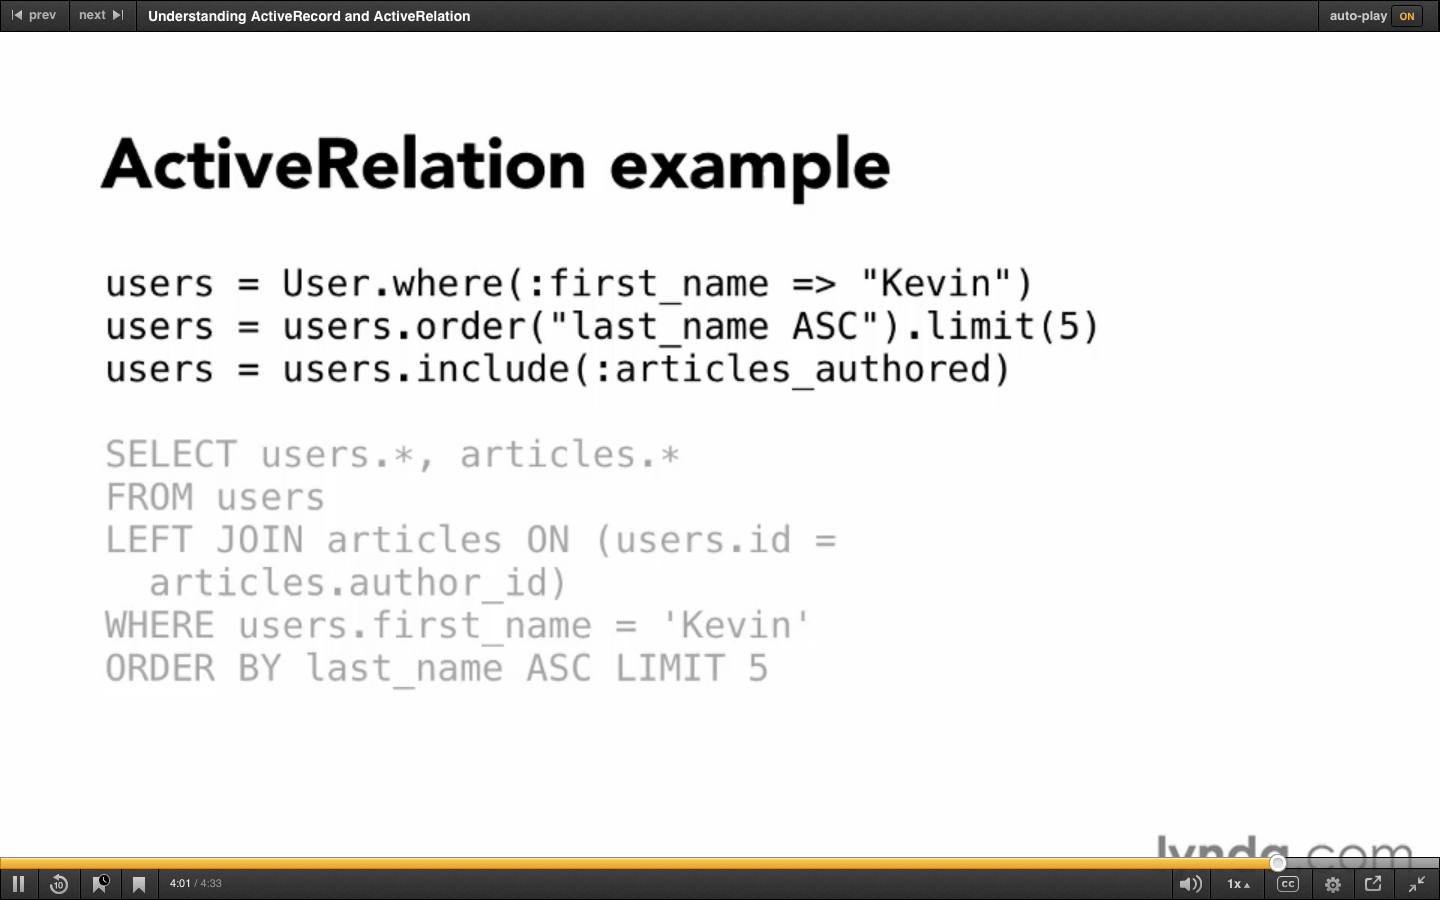 prev next Understanding ActiveRecord and ActiveRelation auto-play ON
ActiveRelation example
users = User.where(:first_name => "Kevin")
users = users.order("last_name ASC").limit(5)
users = users.include(:articles_authored)
SELECT users.*, articles.*
FROM users
LEFT JOIN articles ON (users.id =
articles.author_id)
WHERE users.first_name = 'Kevin'
ORDER BY last_name ASC LIMIT 5
lynda.com
10 4:01 / 4:33 1x CC